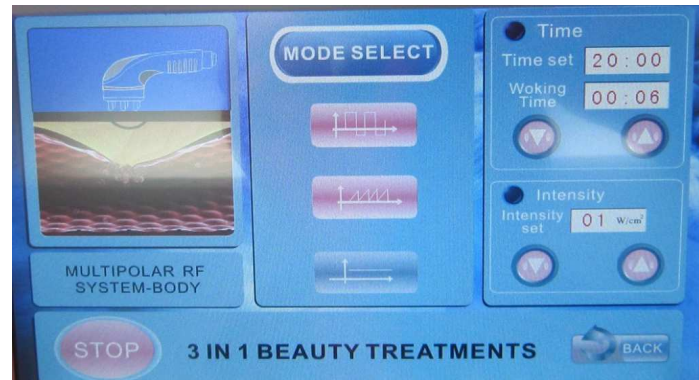 MODE SELECT
Time
Time set 20:00
Woking
Time 00:06
Intensity
Intensity
set 01 W/cm²
MULTIPOLAR RF
SYSTEM-BODY
STOP
3 IN 1 BEAUTY TREATMENTS
BACK